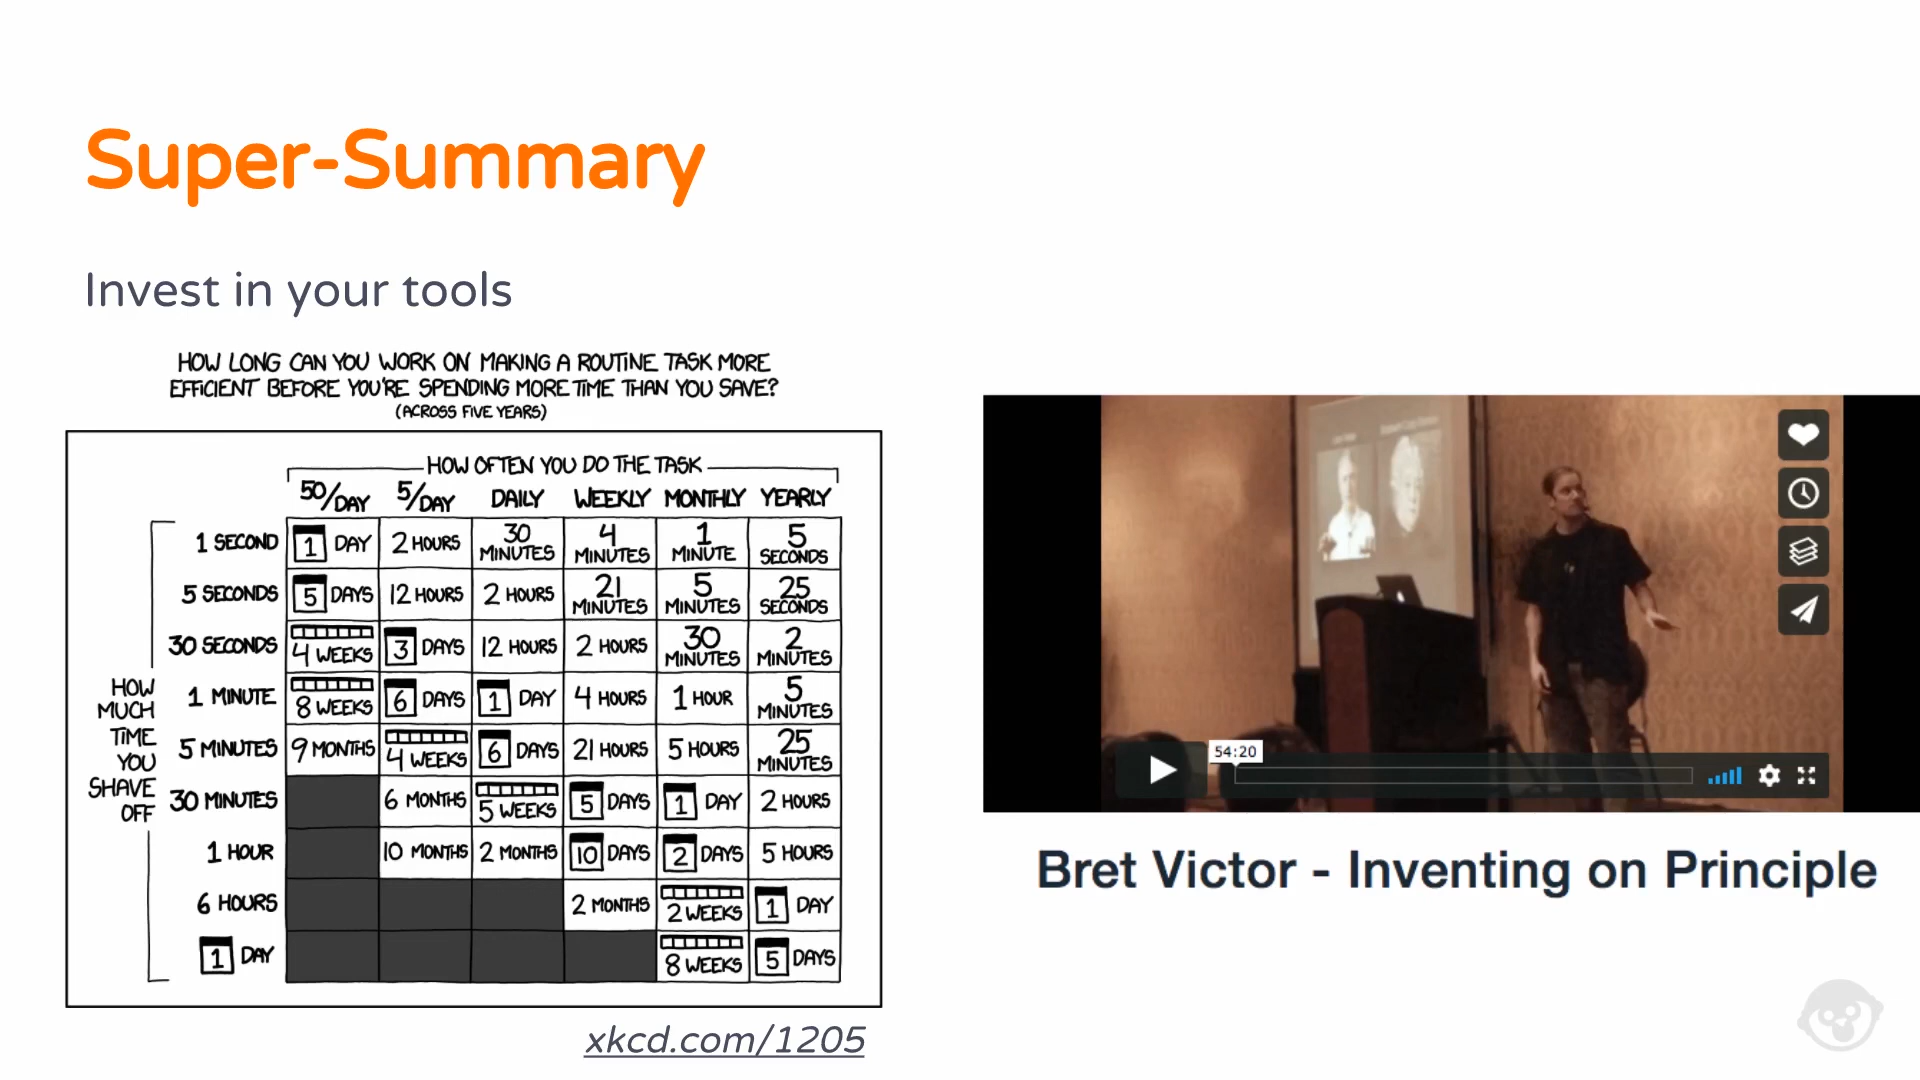 Super-Summary
Invest in your tools
HOW LONG CAN YOU WORK ON MAKING A ROUTINE TASK MORE
EFFICIENT BEFORE YOU'RE SPENDING MORE TIME THAN YOU SAVE?
(ACROSS FIVE YEARS)
HOW OFTEN YOU DO THE TASK
50/DAY 5/DAY DAILY WEEKLY MONTHLY YEARLY
HOW
MUCH
TIME
YOU
SHAVE
OFF
1 SECOND 1 DAY 2 HOURS 30 MINUTES 4 MINUTES 1 MINUTE 5 SECONDS
5 SECONDS 5 DAYS 12 HOURS 2 HOURS 21 MINUTES 5 MINUTES 25 SECONDS
30 SECONDS 4 WEEKS 3 DAYS 12 HOURS 2 HOURS 30 MINUTES 2 MINUTES
1 MINUTE 8 WEEKS 6 DAYS 1 DAY 4 HOURS 1 HOUR 5 MINUTES
5 MINUTES 9 MONTHS 4 WEEKS 6 DAYS 21 HOURS 5 HOURS 25 MINUTES
30 MINUTES 6 MONTHS 5 WEEKS 5 DAYS 1 DAY 2 HOURS
1 HOUR 10 MONTHS 2 MONTHS 10 DAYS 2 DAYS 5 HOURS
6 HOURS 2 MONTHS 2 WEEKS 1 DAY
1 DAY 8 WEEKS 5 DAYS
xkcd.com/1205
54:20
Bret Victor - Inventing on Principle